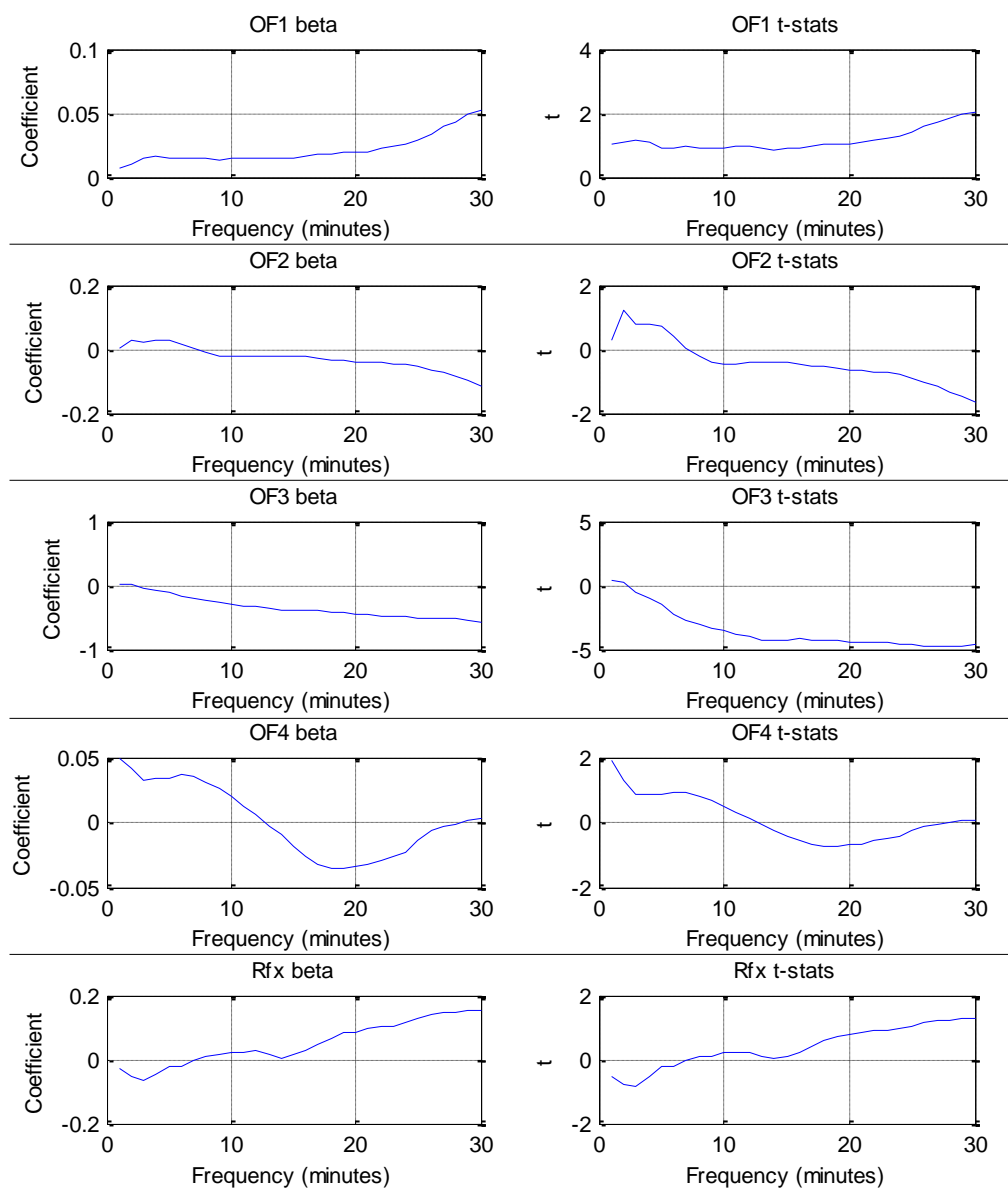 OF1 beta
0.1
0.05
0
Coefficient
0 10 20 30
Frequency (minutes)
OF1 t-stats
4
2
0
t
0 10 20 30
Frequency (minutes)
OF2 beta
0.2
0
-0.2
Coefficient
0 10 20 30
Frequency (minutes)
OF2 t-stats
2
0
-2
t
0 10 20 30
Frequency (minutes)
OF3 beta
1
0
-1
Coefficient
0 10 20 30
Frequency (minutes)
OF3 t-stats
5
0
-5
t
0 10 20 30
Frequency (minutes)
OF4 beta
0.05
0
-0.05
Coefficient
0 10 20 30
Frequency (minutes)
OF4 t-stats
2
0
-2
t
0 10 20 30
Frequency (minutes)
Rfx beta
0.2
0
-0.2
Coefficient
0 10 20 30
Frequency (minutes)
Rfx t-stats
2
0
-2
t
0 10 20 30
Frequency (minutes)